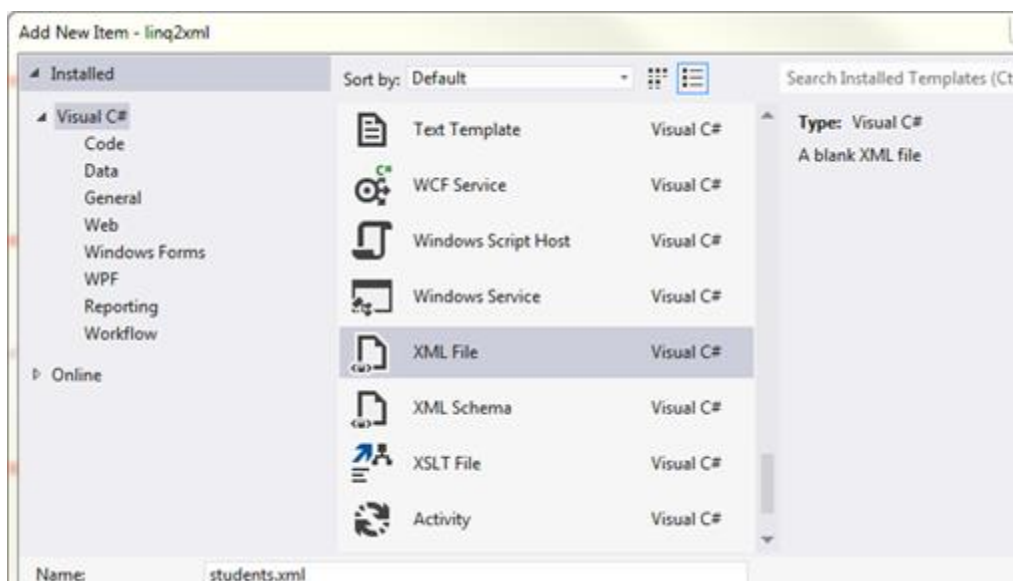 Add New Item - linq2xml
Installed
Sort by: Default
Search Installed Templates (Ct
Visual C#
Code
Data
General
Web
Windows Forms
WPF
Reporting
Workflow
Online
Text Template Visual C#
C#
WCF Service Visual C#
Windows Script Host Visual C#
Windows Service Visual C#
XML File Visual C#
XML Schema Visual C#
XSLT File Visual C#
Activity Visual C#
Type: Visual C#
A blank XML file
Name: students.xml